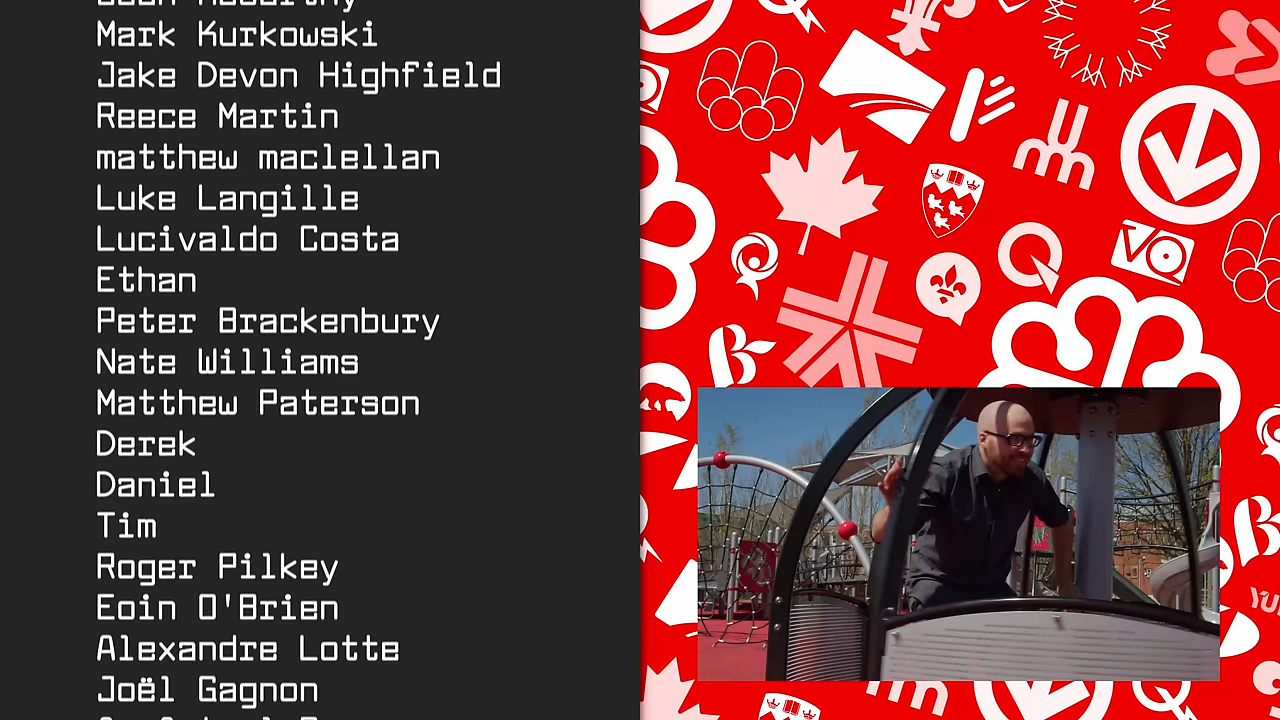 Mark Kurkowski
Jake Devon Highfield
Reece Martin
matthew maclellan
Luke Langille
Lucivaldo Costa
Ethan
Peter Brackenbury
Nate Williams
Matthew Paterson
Derek
Daniel
Tim
Roger Pilkey
Eoin O'Brien
Alexandre Lotte
Joël Gagnon
VO